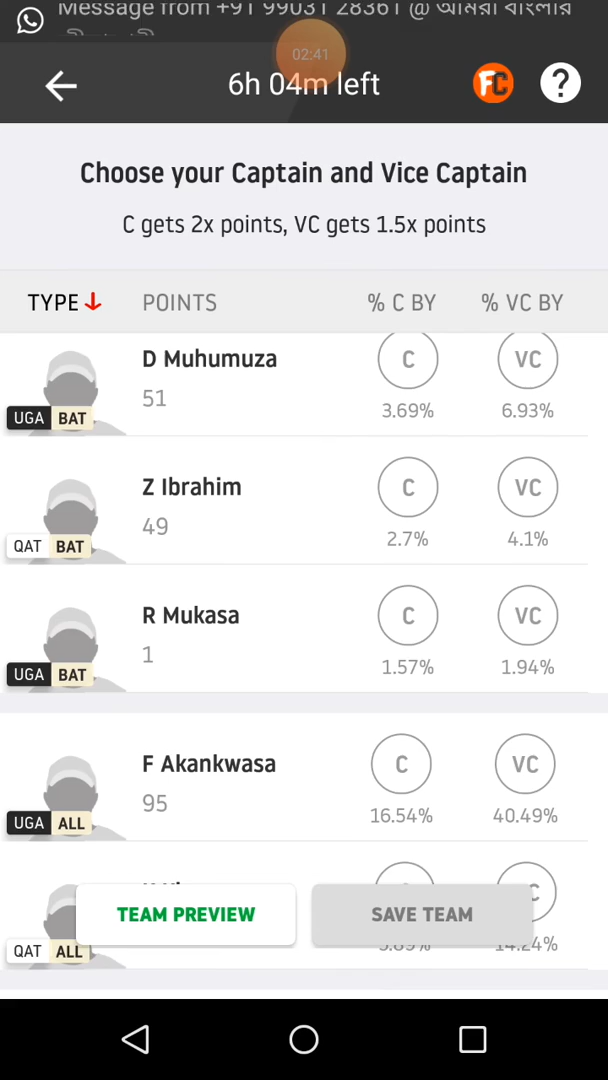 Message from +91 99031 28361 @ আমরা বাংলার
02:41
6h 04m left
FC ?
Choose your Captain and Vice Captain
C gets 2x points, VC gets 1.5x points
TYPE POINTS % C BY % VC BY
D Muhumuza C VC
51
UGA BAT 3.69% 6.93%
Z Ibrahim C VC
49
QAT BAT 2.7% 4.1%
R Mukasa C VC
1
UGA BAT 1.57% 1.94%
F Akankwasa C VC
95
UGA ALL 16.54% 40.49%
TEAM PREVIEW SAVE TEAM
QAT ALL 14.24%